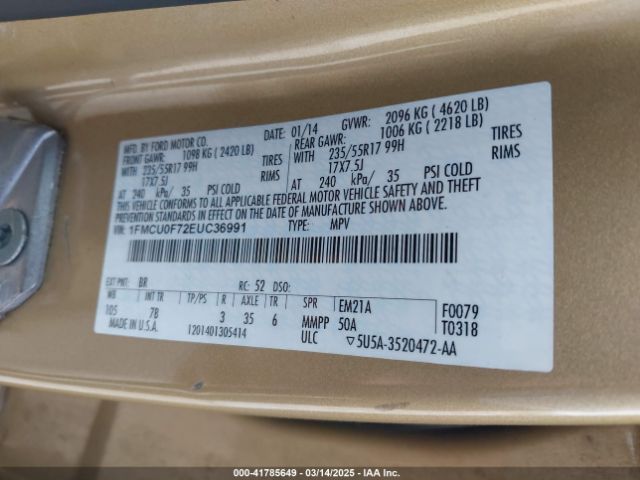 MFD. BY FORD MOTOR CO.
DATE: 01/14 GVWR: 2096 KG ( 4620 LB)
FRONT GAWR: 1098 KG ( 2420 LB)
REAR GAWR: 1006 KG ( 2218 LB)
WITH 235/55R17 99H TIRES
WITH 235/55R17 99H TIRES
17X7.5J RIMS
17X7.5J RIMS
AT 240 kPa/ 35 PSI COLD
AT 240 kPa/ 35 PSI COLD
THIS VEHICLE CONFORMS TO ALL APPLICABLE FEDERAL MOTOR VEHICLE SAFETY AND THEFT
PREVENTION STANDARDS IN EFFECT ON THE DATE OF MANUFACTURE SHOWN ABOVE.
VIN: 1FMCU0F72EUC36991
TYPE: MPV
BR RC: 52 DSO:
WB INT TR TP/PS R AXLE TR SPR EM21A F0079
105 7B 3 35 6 MMPP 50A T0318
MADE IN U.S.A. 1201401305414 ULC ▽5U5A-3520472-AA
000-41785649 - 03/14/2025 - IAA Inc.